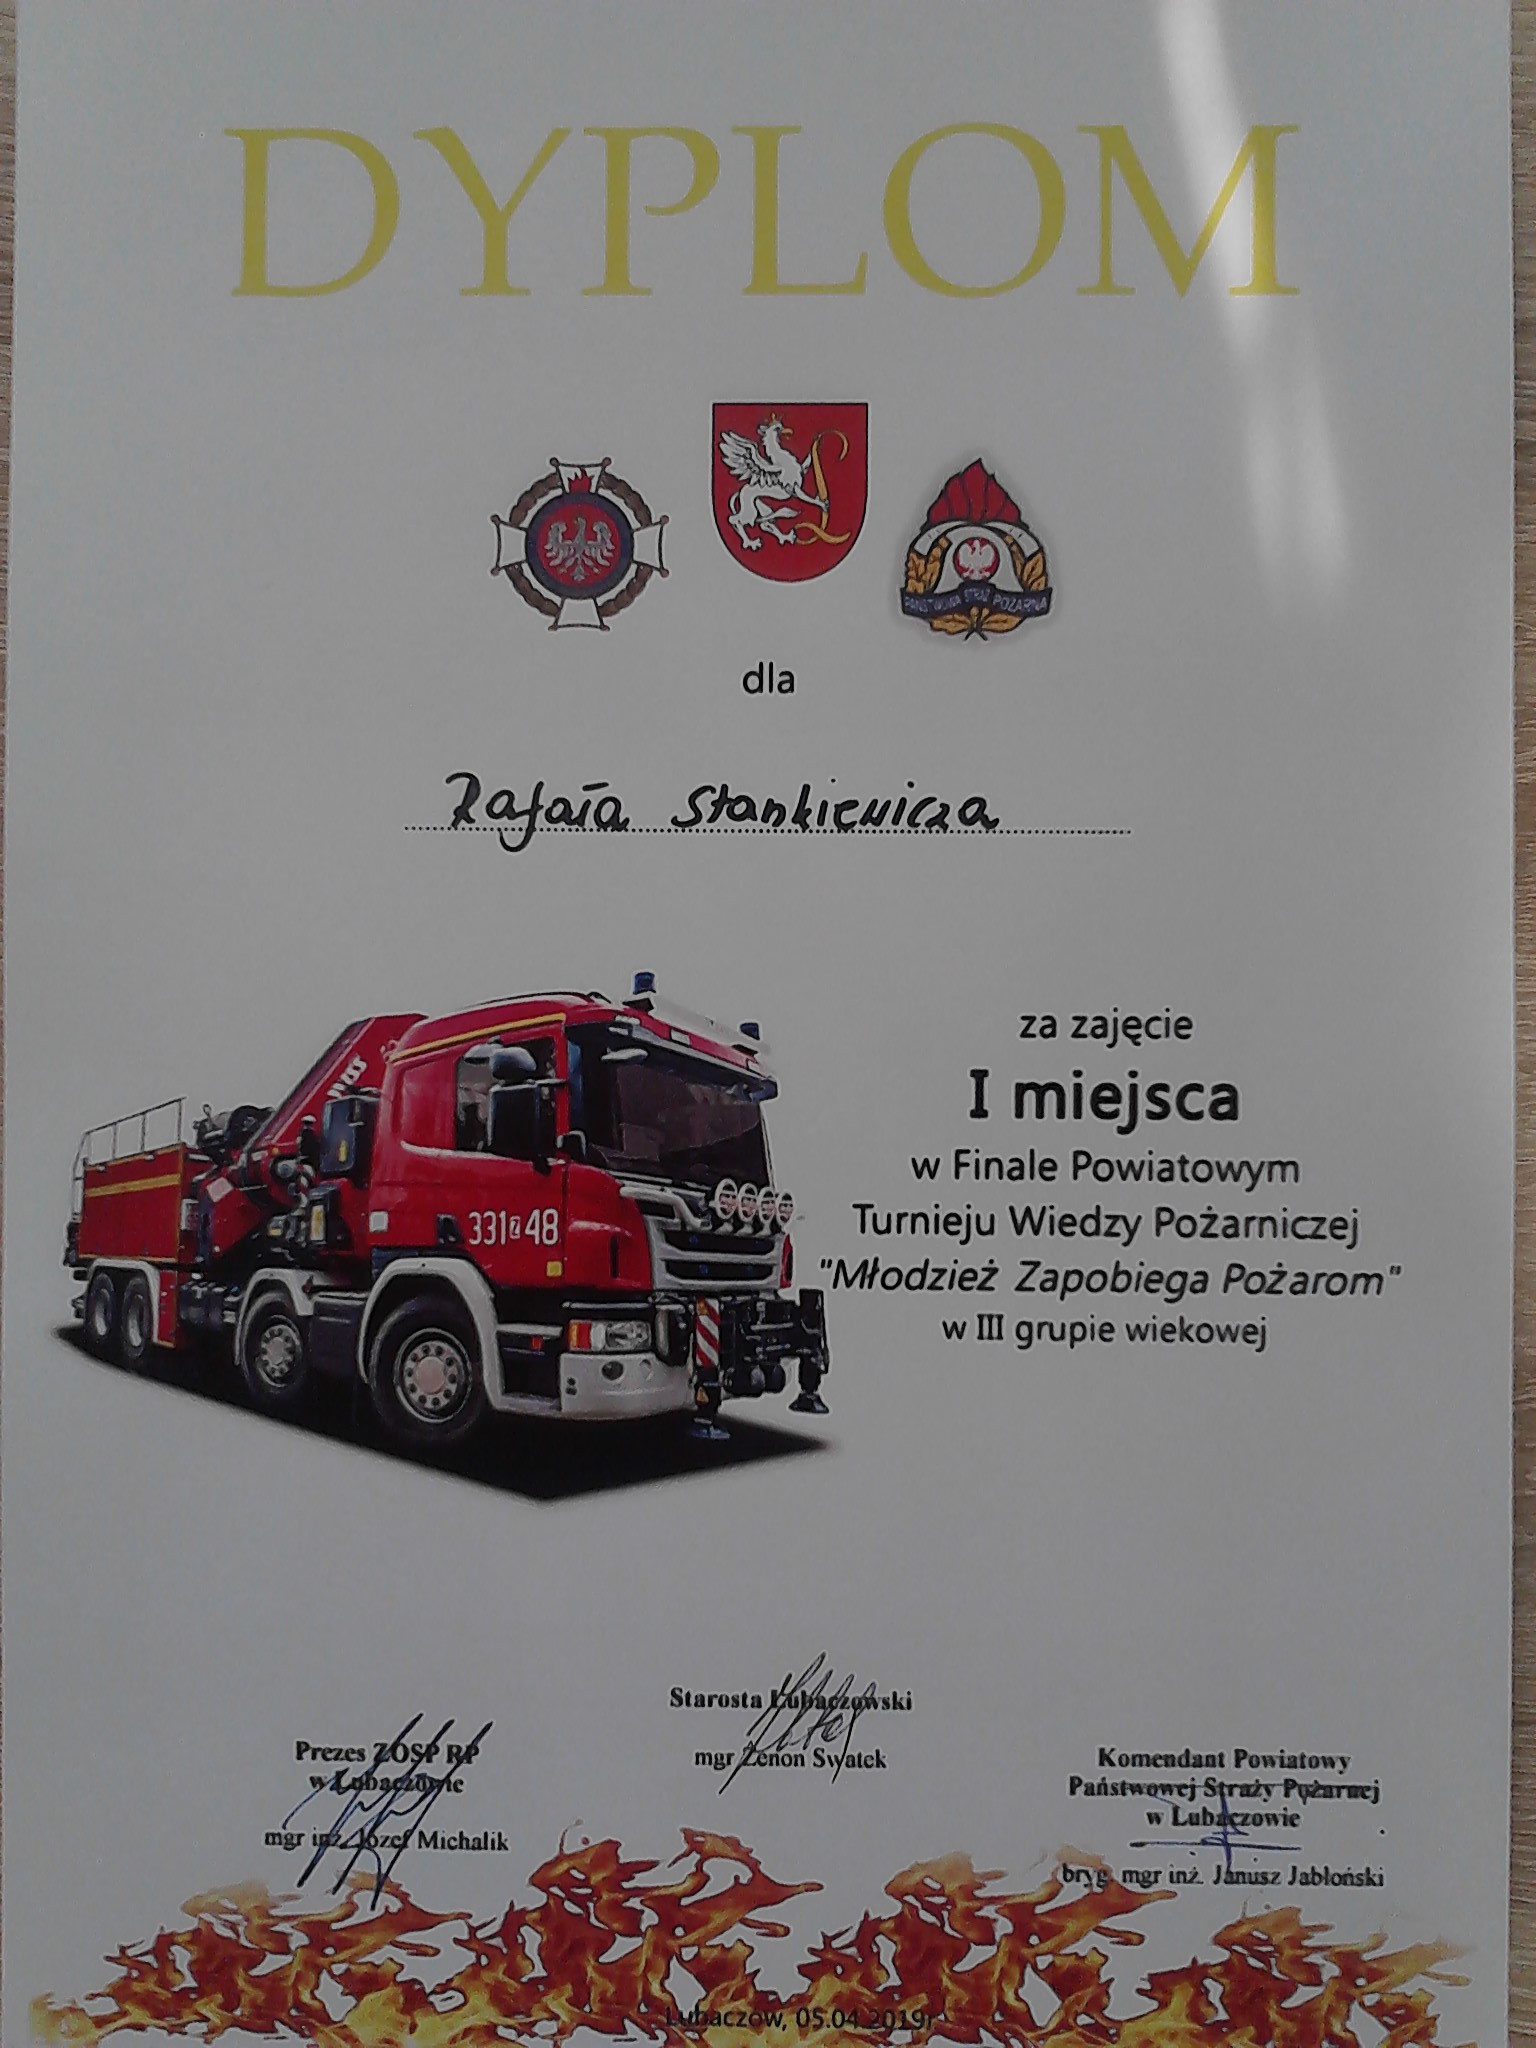 DYPLOM
PAŃSTWOWA STRAŻ POŻARNA
dla
Rafała Stankiewicza
za zajęcie
I miejsca
w Finale Powiatowym
Turnieju Wiedzy Pożarniczej
"Młodzież Zapobiega Pożarom"
w III grupie wiekowej
331 48
Starosta Lubaczowski
mgr Zenon Swatek
Prezes ZOSP RP
w Lubaczowie
mgr inż. Józef Michalik
Komendant Powiatowy
Państwowej Straży Pożarnej
w Lubaczowie
bryg. mgr inż. Janusz Jabłoński
Lubaczów, 05.04.2019r